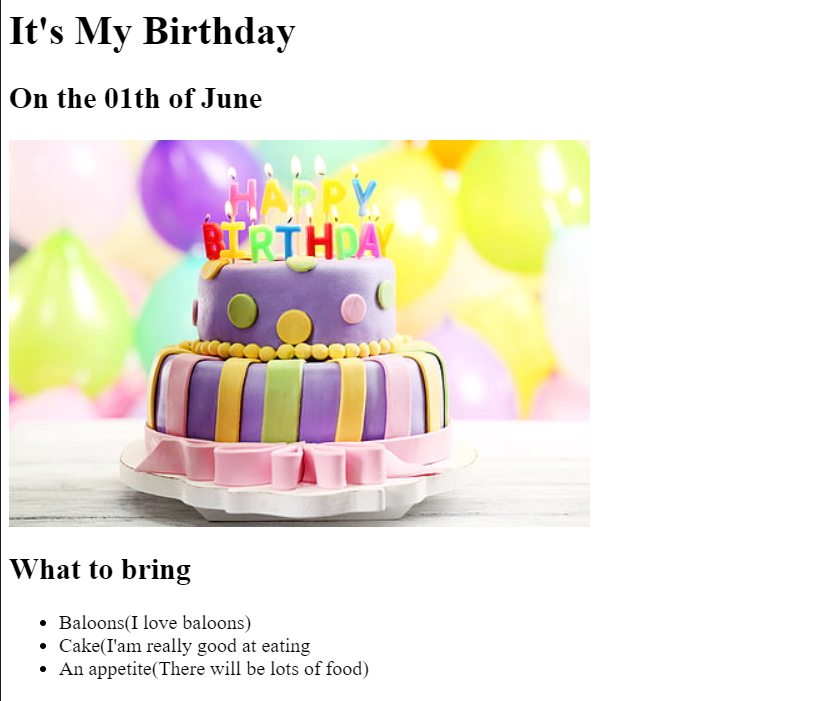 It's My Birthday
On the 01th of June
HAPPY
BIRTHDAY
What to bring
Baloons(I love baloons)
Cake(I'am really good at eating
An appetite(There will be lots of food)